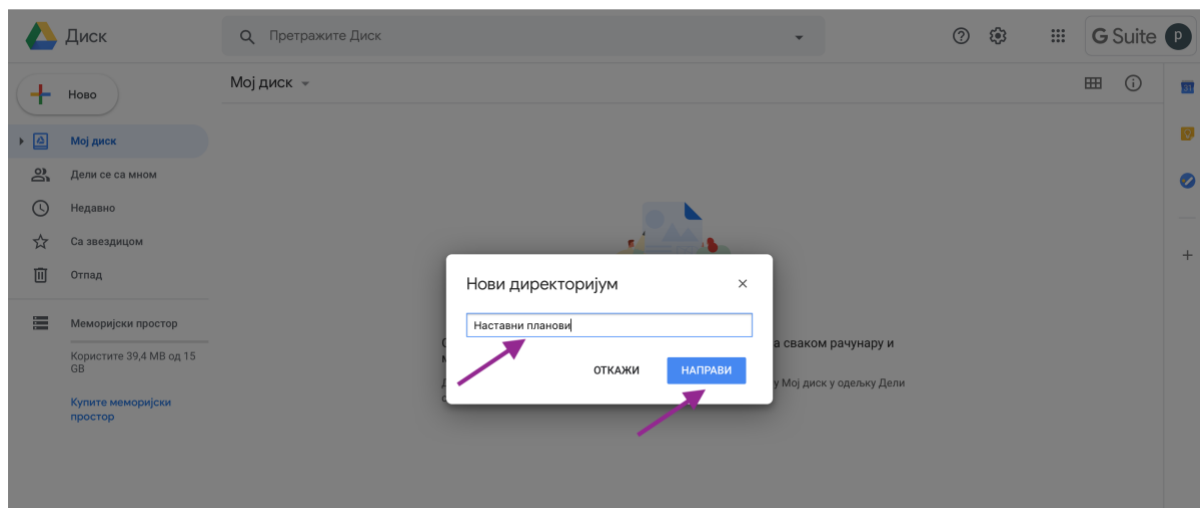 Диск
Претражите Диск
G Suite
p
Ново
Мој диск
Мој диск
31
Дели се са мном
Недавно
Са звездицом
Отпад
Меморијски простор
Користите 39,4 MB од 15
GB
Купите меморијски
простор
Нови директоријум
Наставни планови
ОТКАЖИ
НАПРАВИ
а сваком рачунару и
у Мој диск у одељку Дели